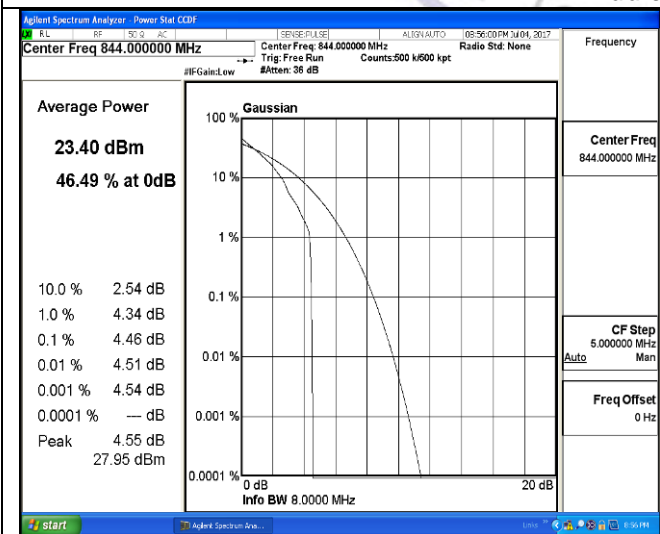 Agilent Spectrum Analyzer - Power Stat CCDF
RL RF 50 Ω AC SENSE:PULSE ALIGN AUTO 08:56:00 PM Jul 04, 2017
Center Freq 844.000000 MHz
Center Freq: 844.000000 MHz Radio Std: None
Trig: Free Run Counts:500 k/500 kpt
#IFGain:Low #Atten: 36 dB
Frequency
Average Power
23.40 dBm
46.49 % at 0dB
10.0 % 2.54 dB
1.0 % 4.34 dB
0.1 % 4.46 dB
0.01 % 4.51 dB
0.001 % 4.54 dB
0.0001 % --- dB
Peak 4.55 dB
27.95 dBm
Gaussian
100 %
10 %
1 %
0.1 %
0.01 %
0.001 %
0.0001 %
0 dB 20 dB
Info BW 8.0000 MHz
Center Freq
844.000000 MHz
CF Step
5.000000 MHz
Auto Man
Freq Offset
0 Hz
start Agilent Spectrum Ana... Links » 8:56 PM